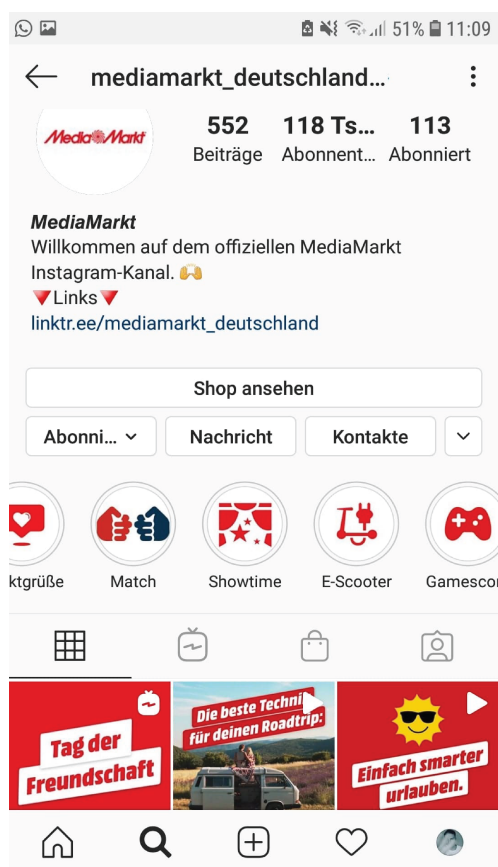 51% 11:09
mediamarkt_deutschland...
MediaMarkt
552 118 Ts... 113
Beiträge Abonnent... Abonniert
MediaMarkt
Willkommen auf dem offiziellen MediaMarkt
Instagram-Kanal. 🙌
🔻Links🔻
linktr.ee/mediamarkt_deutschland
Shop ansehen
Abonni... Nachricht Kontakte
ktgrüße Match Showtime E-Scooter Gamesco
Tag der
Freundschaft
Die beste Techni
für deinen Roadtrip:
Einfach smarter
urlauben.